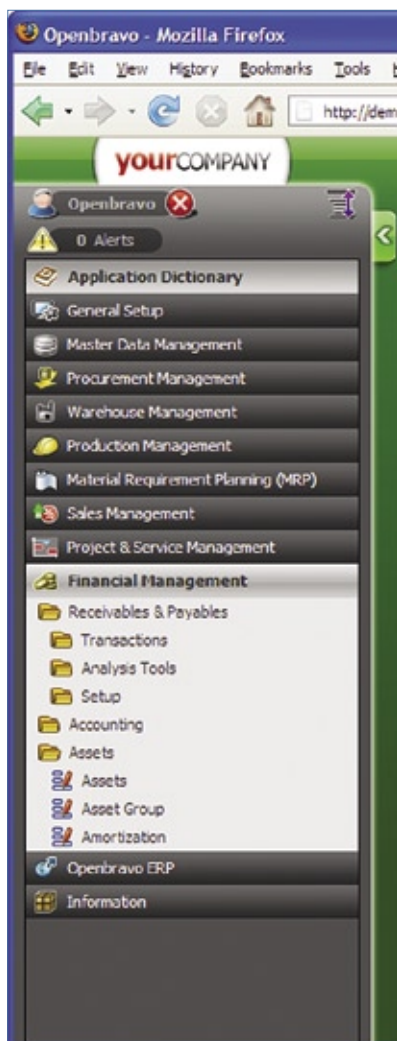 Openbravo - Mozilla Firefox
File Edit View History Bookmarks Tools
http://dem
yourCOMPANY
Openbravo
0 Alerts
Application Dictionary
General Setup
Master Data Management
Procurement Management
Warehouse Management
Production Management
Material Requirement Planning (MRP)
Sales Management
Project & Service Management
Financial Management
Receivables & Payables
Transactions
Analysis Tools
Setup
Accounting
Assets
Assets
Asset Group
Amortization
Openbravo ERP
Information